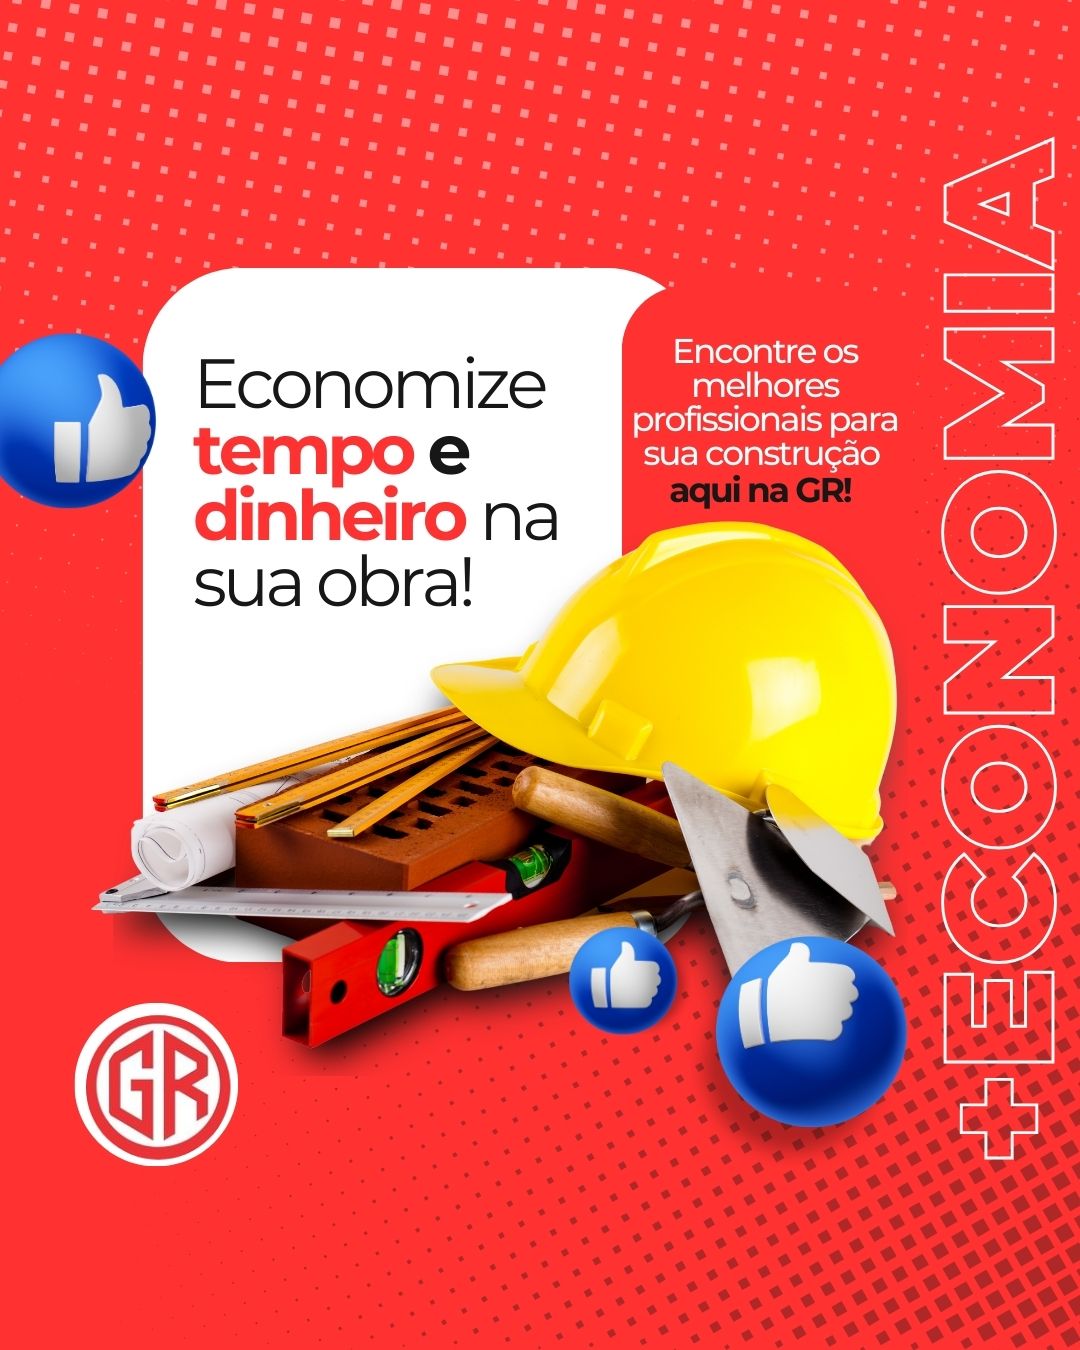 Economize
tempo e
dinheiro na
sua obra!
Encontre os
melhores
profissionais para
sua construção
aqui na GR!
+ECONOMIA
GR